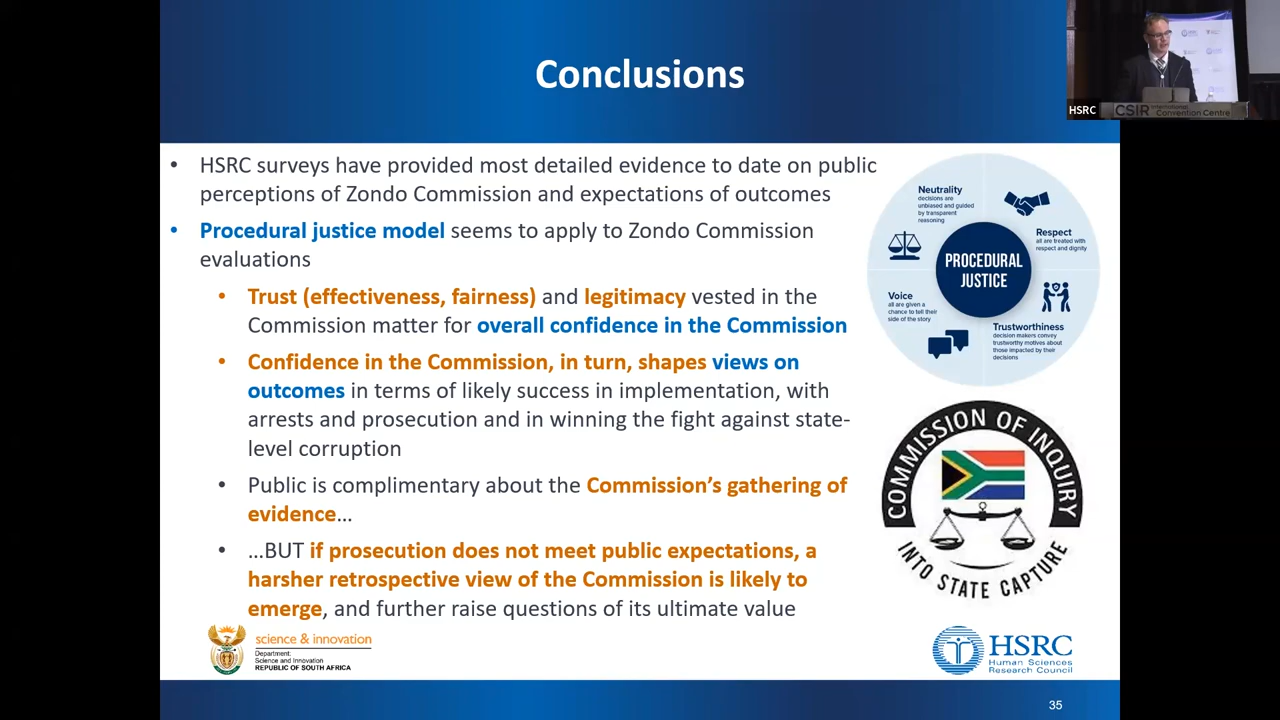 Conclusions
HSRC
CSIR International Convention Centre
• HSRC surveys have provided most detailed evidence to date on public
perceptions of Zondo Commission and expectations of outcomes
• Procedural justice model seems to apply to Zondo Commission
evaluations
• Trust (effectiveness, fairness) and legitimacy vested in the
Commission matter for overall confidence in the Commission
• Confidence in the Commission, in turn, shapes views on
outcomes in terms of likely success in implementation, with
arrests and prosecution and in winning the fight against state-
level corruption
• Public is complimentary about the Commission's gathering of
evidence…
• …BUT if prosecution does not meet public expectations, a
harsher retrospective view of the Commission is likely to
emerge, and further raise questions of its ultimate value
Neutrality
decisions are
unbiased and guided
by transparent
reasoning
Respect
all are treated with
respect and dignity
PROCEDURAL
JUSTICE
Voice
all are given a
chance to tell their
side of the story
Trustworthiness
decision makers convey
trustworthy motives about
those impacted by their
decisions
COMMISSION OF INQUIRY
INTO STATE CAPTURE
science & innovation
Department:
Science and Innovation
REPUBLIC OF SOUTH AFRICA
HSRC
Human Sciences
Research Council
35